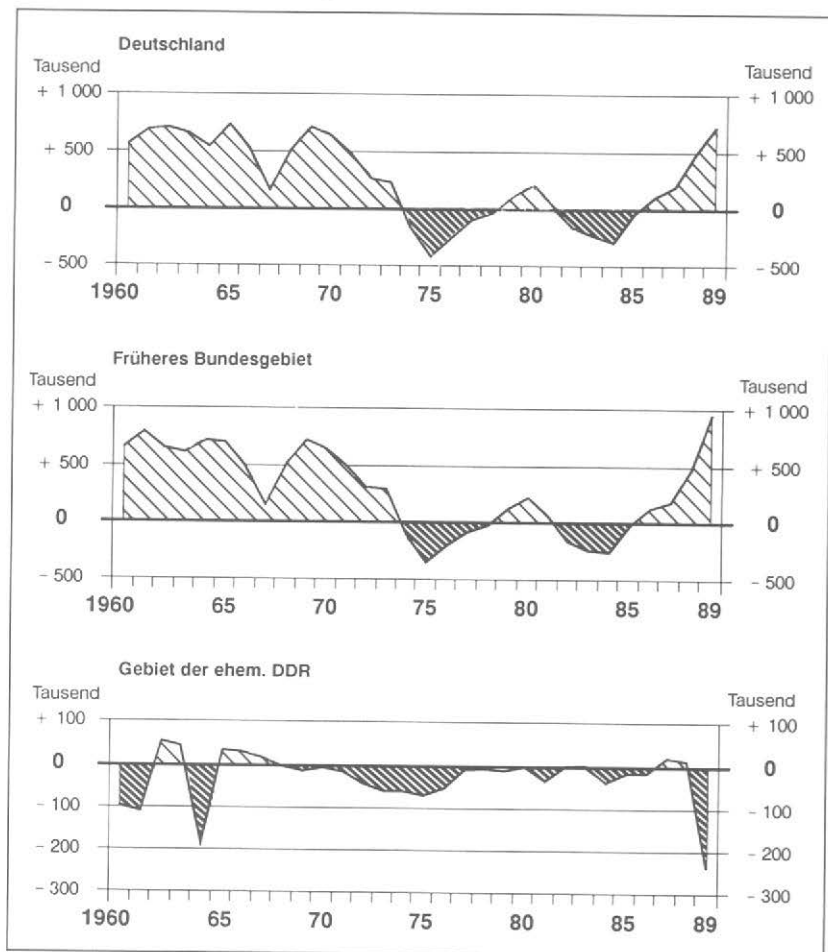 Deutschland
Tausend Tausend
+ 1 000 + 1 000
+ 500 + 500
0 0
- 500 - 500
1960 65 70 75 80 85 89
Früheres Bundesgebiet
Tausend Tausend
+ 1 000 + 1 000
+ 500 + 500
0 0
- 500 - 500
1960 65 70 75 80 85 89
Gebiet der ehem. DDR
Tausend Tausend
+ 100 + 100
0 0
- 100 - 100
- 200 - 200
- 300 - 300
1960 65 70 75 80 85 89